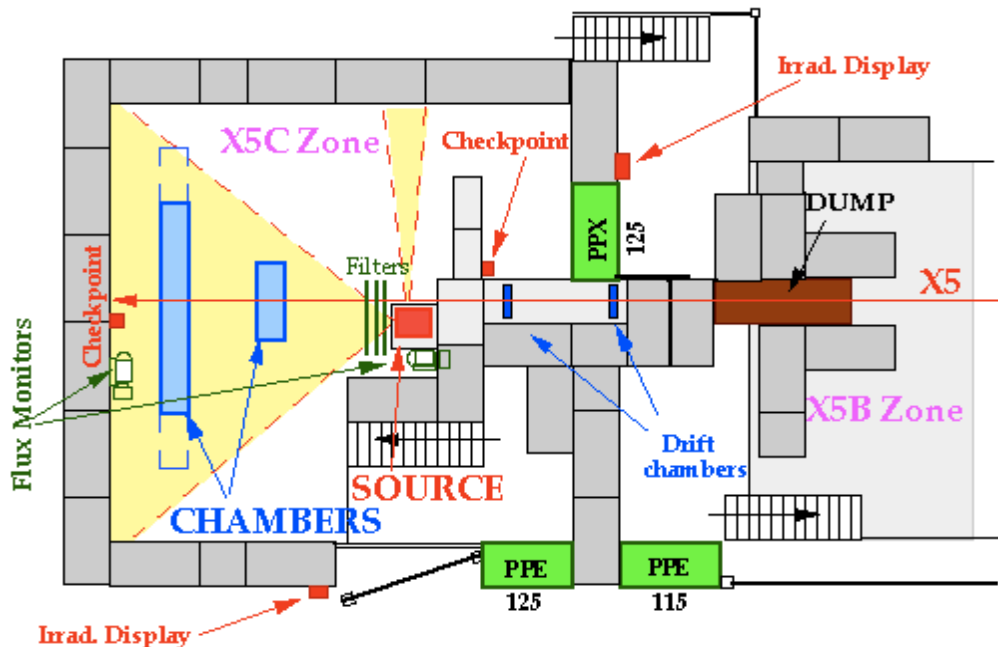 Irrad. Display
X5C Zone
Checkpoint
DUMP
PPX
125
Filters
Checkpoint
X5
Flux Monitors
X5B Zone
Drift
chambers
SOURCE
CHAMBERS
PPE
PPE
125
115
Irrad. Display